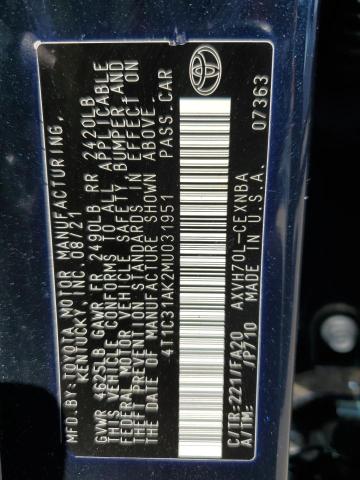 MFD.BY:TOYOTA MOTOR MANUFACTURING,
KENTUCKY,INC. 08/21
GVWR 4625LB GAWR FR 2490LB RR 2420LB
THIS VEHICLE CONFORMS TO ALL APPLICABLE
FEDERAL MOTOR VEHICLE SAFETY, BUMPER, AND
THEFT PREVENTION STANDARDS IN EFFECT ON
THE DATE OF MANUFACTURE SHOWN ABOVE.
4T1C31AK2MU031951 PASS.CAR
C/TR:221/FA20 AXVH70L-CEXNBA
A/TM: /P710 MADE IN U.S.A.
07363